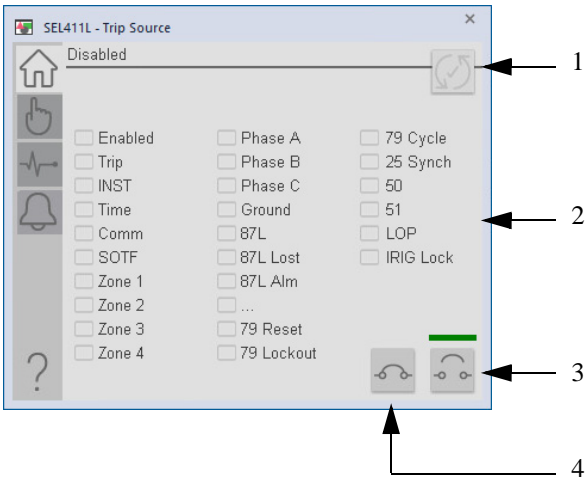 SEL411L - Trip Source
Disabled
1
Enabled Phase A 79 Cycle
Trip Phase B 25 Synch
INST Phase C 50
Time Ground 51
2
Comm 87L LOP
SOTF 87L Lost IRIG Lock
Zone 1 87L Alm
Zone 2 ...
Zone 3 79 Reset
Zone 4 79 Lockout
?
3
4